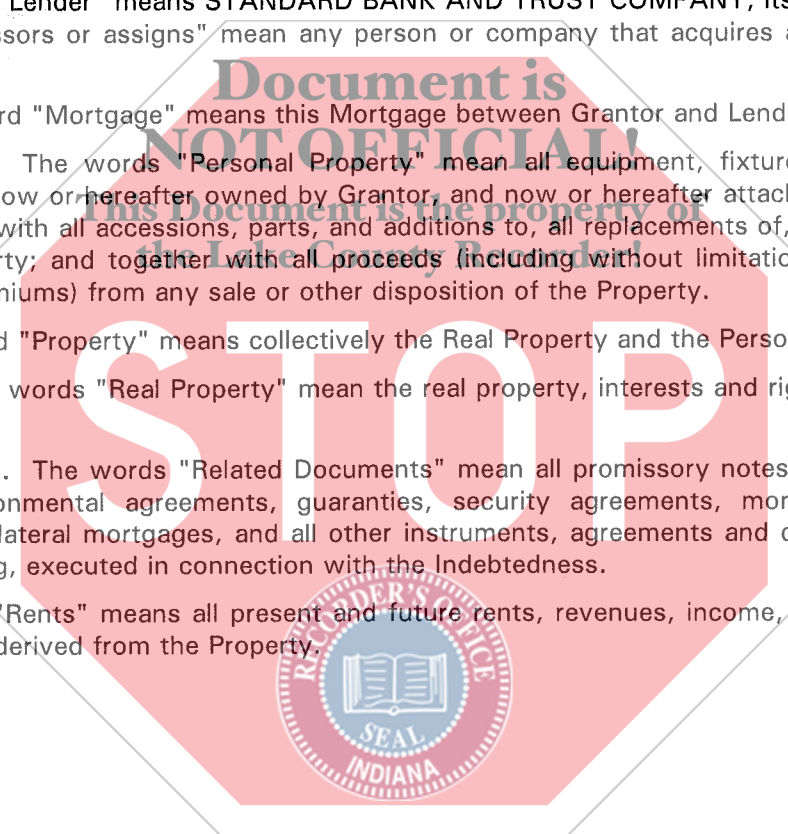 Lender" means STANDARD BANK AND TRUST COMPANY, its
ssors or assigns" mean any person or company that acquires a
Document is
rd "Mortgage" means this Mortgage between Grantor and Lend
NOT OFFICIAL!
The words "Personal Property" mean all equipment, fixture
ow or hereafter owned by Grantor, and now or hereafter attach
This Document is the property of
with all accessions, parts, and additions to, all replacements of,
the Lake County Recorder!
rty; and together with all proceeds (including without limitatio
niums) from any sale or other disposition of the Property.
d "Property" means collectively the Real Property and the Perso
words "Real Property" mean the real property, interests and rig
STOP
. The words "Related Documents" mean all promissory notes
onmental agreements, guaranties, security agreements, mor
lateral mortgages, and all other instruments, agreements and d
g, executed in connection with the Indebtedness.
"Rents" means all present and future rents, revenues, income,
derived from the Property.
RECORDER'S OFFICE
SEAL
INDIANA